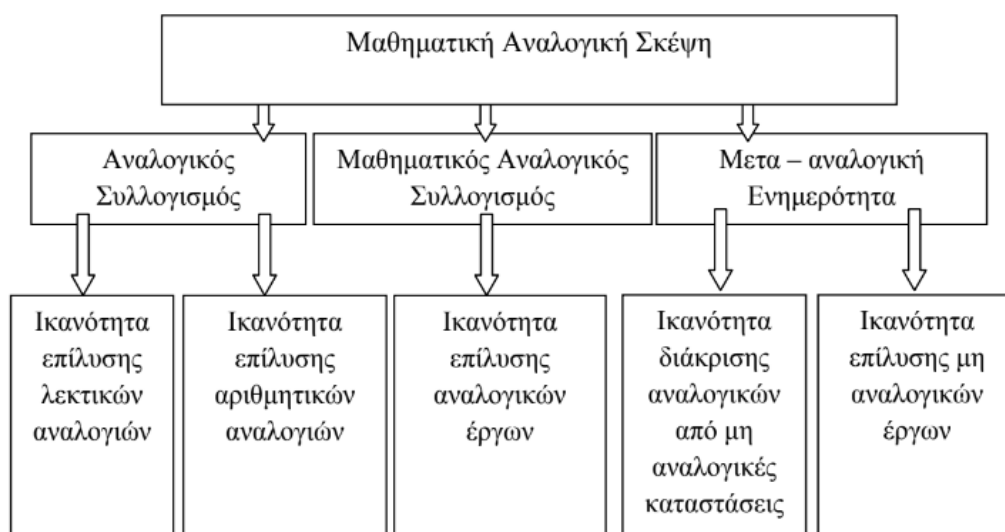 Μαθηματική Αναλογική Σκέψη
Αναλογικός
Συλλογισμός
Μαθηματικός Αναλογικός
Συλλογισμός
Μετα – αναλογική
Ενημερότητα
Ικανότητα
επίλυσης
λεκτικών
αναλογιών
Ικανότητα
επίλυσης
αριθμητικών
αναλογιών
Ικανότητα
επίλυσης
αναλογικών
έργων
Ικανότητα
διάκρισης
αναλογικών
από μη
αναλογικές
καταστάσεις
Ικανότητα
επίλυσης μη
αναλογικών
έργων